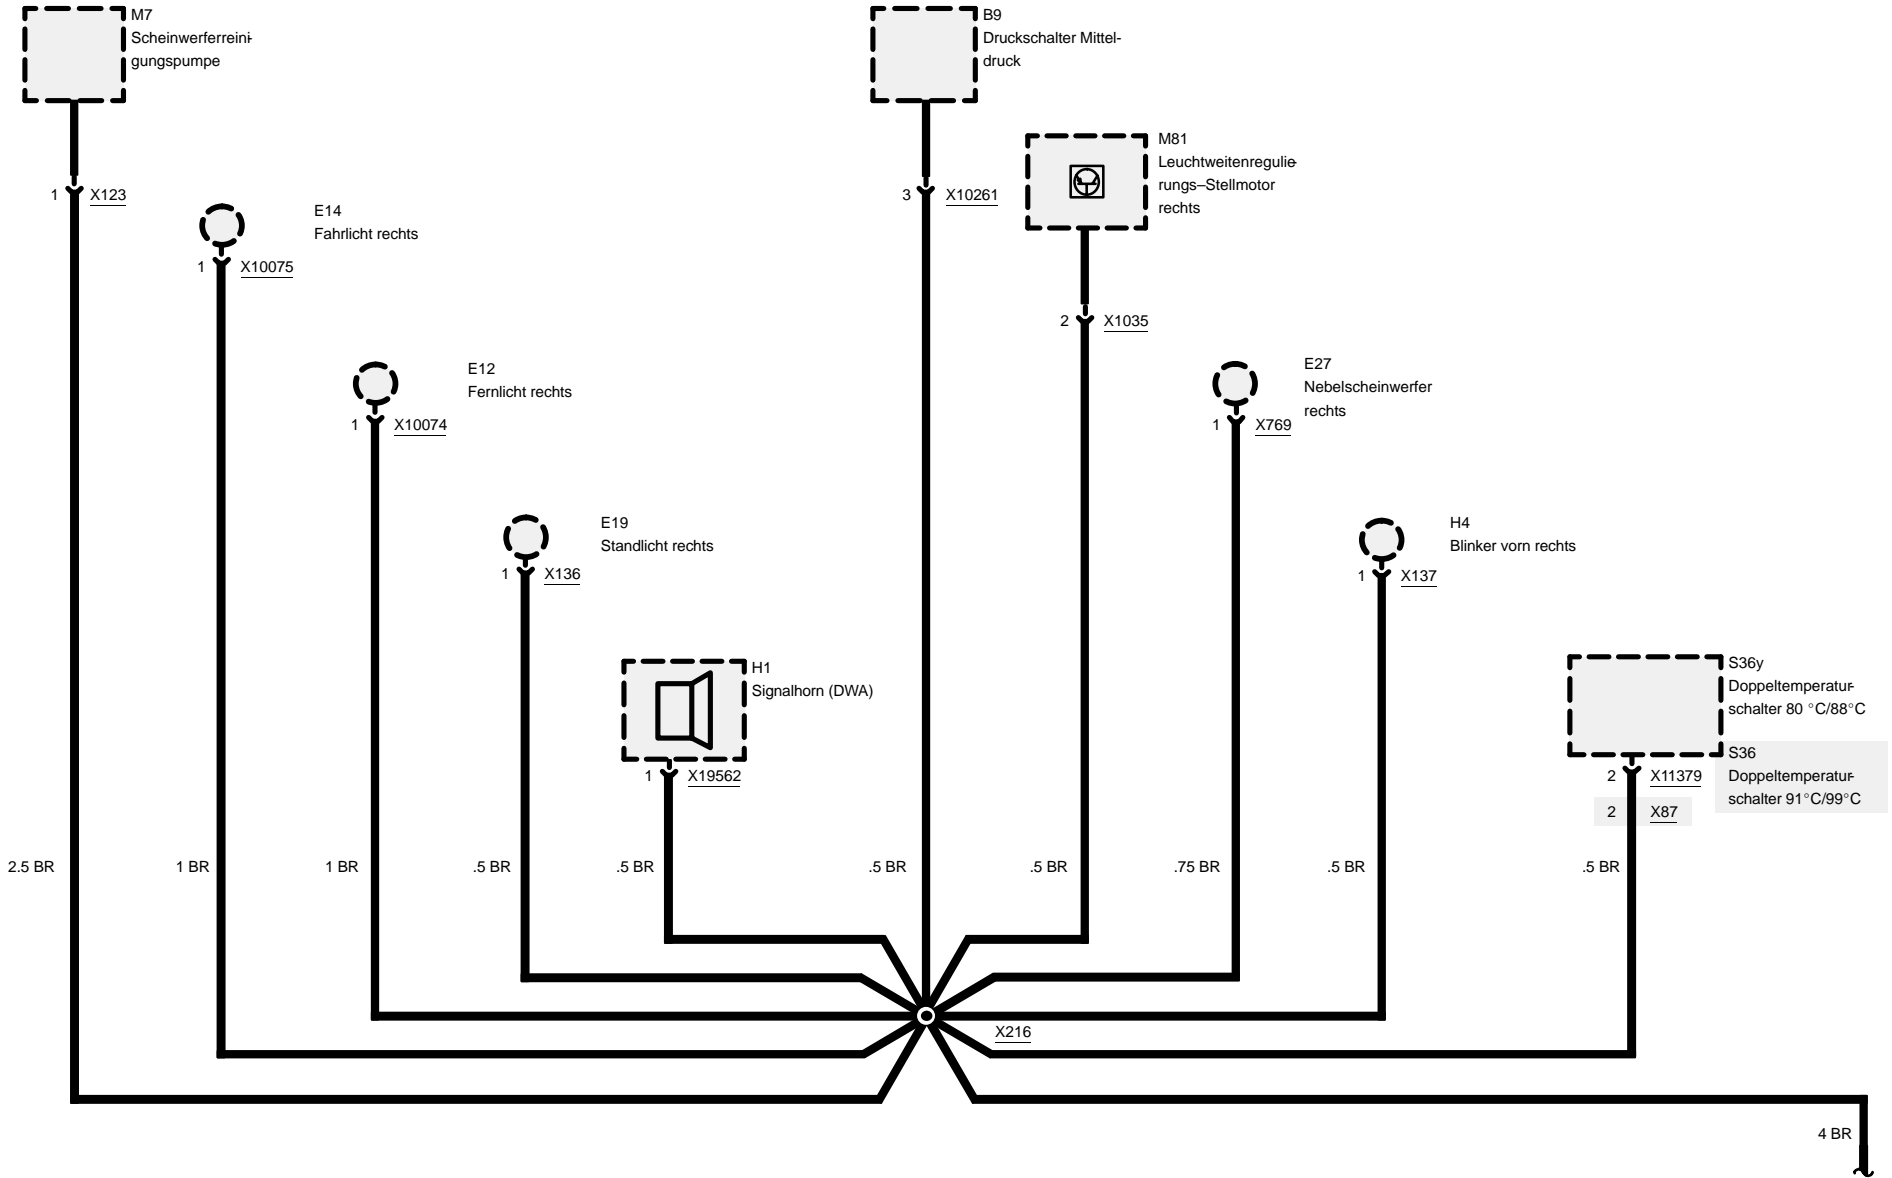 M7
Scheinwerferreini-
gungspumpe
B9
Druckschalter Mittel-
druck
M81
Leuchtweitenregulie-
rungs–Stellmotor
rechts
1 X123
3 X10261
E14
Fahrlicht rechts
1 X10075
2 X1035
E12
Fernlicht rechts
1 X10074
E27
Nebelscheinwerfer
rechts
1 X769
E19
Standlicht rechts
1 X136
H4
Blinker vorn rechts
1 X137
H1
Signalhorn (DWA)
1 X19562
S36y
Doppeltemperatur-
schalter 80 °C/88°C
S36
Doppeltemperatur-
schalter 91°C/99°C
2 X11379
2 X87
2.5 BR 1 BR 1 BR .5 BR .5 BR .5 BR .5 BR .75 BR .5 BR .5 BR
X216
4 BR